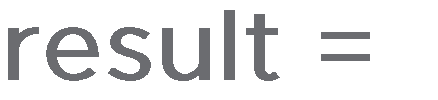 result =